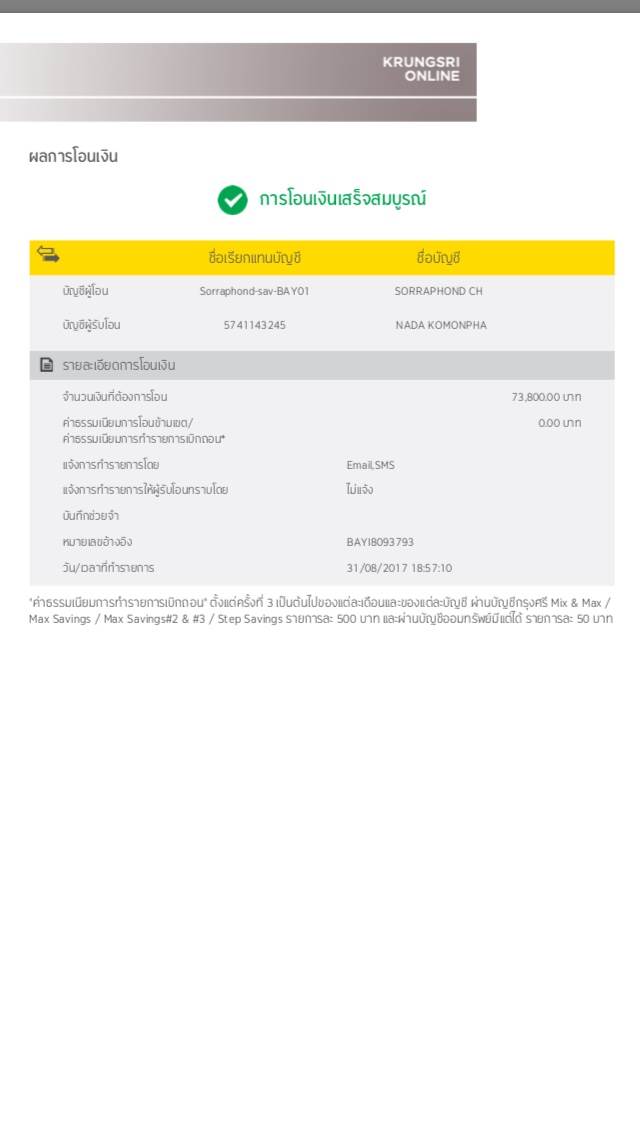 KRUNGSRI
ONLINE
ผลการโอนเงิน
การโอนเงินเสร็จสมบูรณ์
ชื่อเรียกแทนบัญชี ชื่อบัญชี
บัญชีผู้โอน Sorraphond-sav-BAY01 SORRAPHOND CH
บัญชีผู้รับโอน 5741143245 NADA KOMONPHA
รายละเอียดการโอนเงิน
จำนวนเงินที่ต้องการโอน 73,800.00 บาท
ค่าธรรมเนียมการโอนข้ามเขต/ 0.00 บาท
ค่าธรรมเนียมการทำรายการเบิกถอน*
แจ้งการทำรายการโดย Email,SMS
แจ้งการทำรายการให้ผู้รับโอนทราบโดย ไม่แจ้ง
บันทึกช่วยจำ
หมายเลขอ้างอิง BAYI8093793
วัน/เวลาที่ทำรายการ 31/08/2017 18:57:10
"ค่าธรรมเนียมการทำรายการเบิกถอน" ตั้งแต่ครั้งที่ 3 เป็นต้นไปของแต่ละเดือนและของแต่ละบัญชี ผ่านบัญชีกรุงศรี Mix & Max /
Max Savings / Max Savings#2 & #3 / Step Savings รายการละ 500 บาท และผ่านบัญชีออมทรัพย์มีแต่ได้ รายการละ 50 บาท